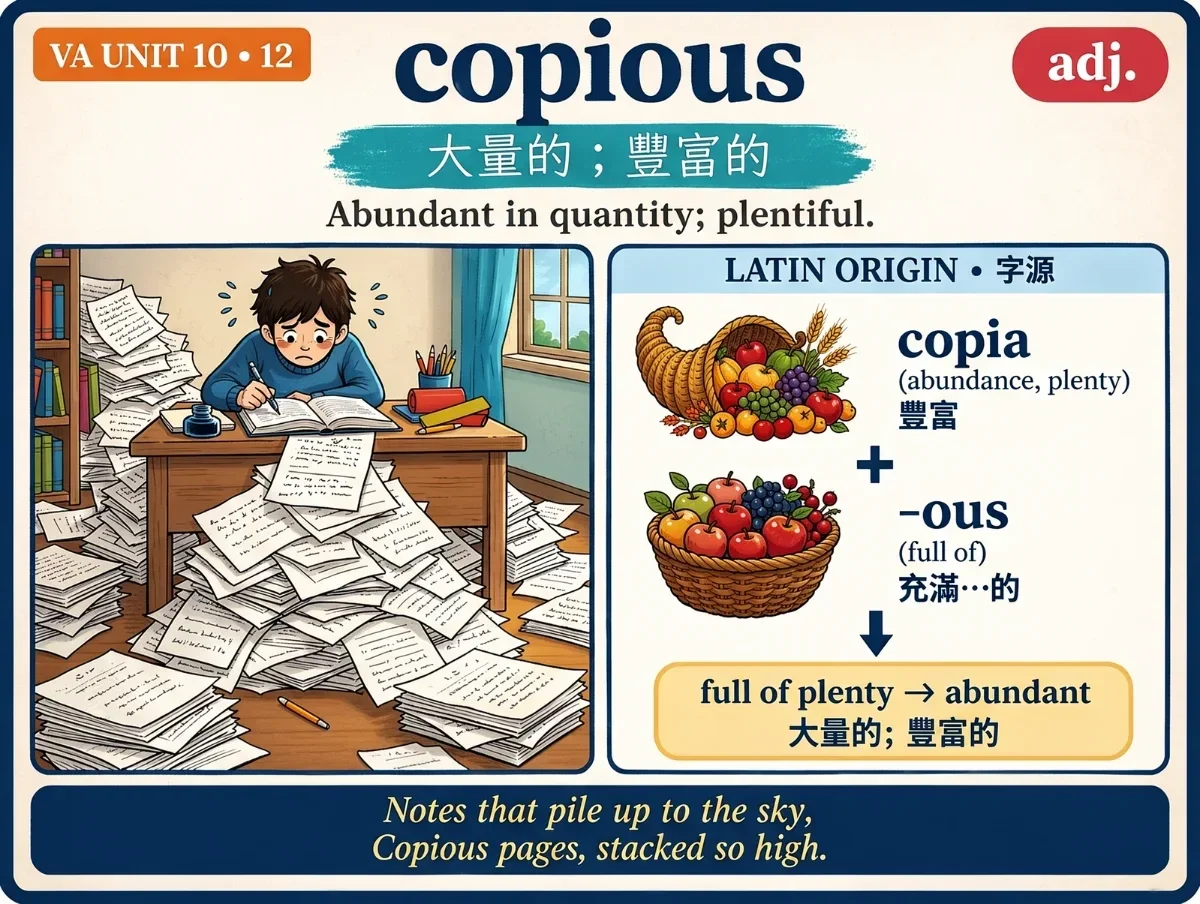 VA UNIT 10 • 12
copious
adj.
大量的；豐富的
Abundant in quantity; plentiful.
LATIN ORIGIN • 字源
copia
(abundance, plenty)
豐富
+
–ous
(full of)
充滿…的
full of plenty → abundant
大量的; 豐富的
Notes that pile up to the sky,
Copious pages, stacked so high.